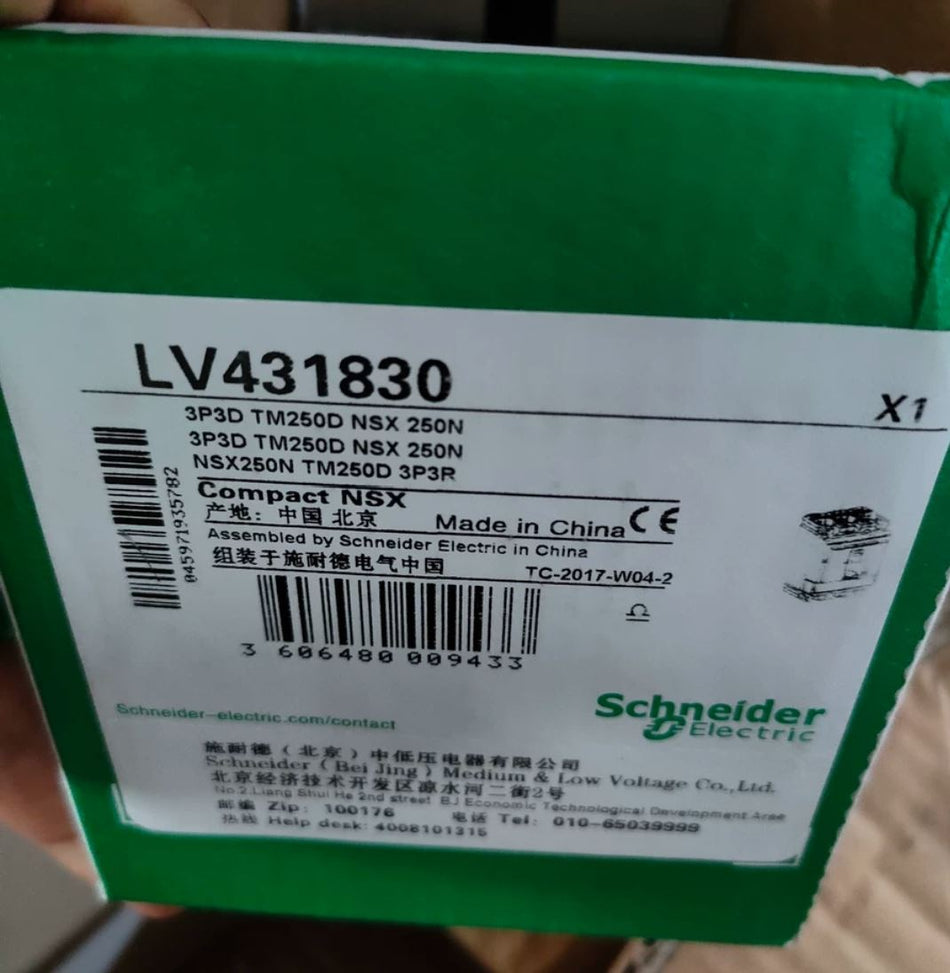 LV431830
X1
3P3D TM250D NSX 250N
3P3D TM250D NSX 250N
NSX250N TM250D 3P3R
Compact NSX
产地：中国 北京 Made in China CE
Assembled by Schneider Electric in China
组装于施耐德电气中国 TC-2017-W04-2
04597193578​2
3 606480 009433
Schneider-electric.com/contact
Schneider
Electric
施耐德（北京）中低压电器有限公司
Schneider (Bei Jing) Medium & Low Voltage Co.,Ltd.
北京经济技术开发区凉水河二街2号
No 2.Liang Shui He 2nd street BJ Economic Technological Development Arae
邮编 Zip: 100176 电话 Tel: 010-65039999
热线 Help desk: 4008101315